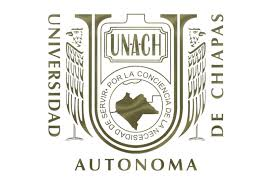 UNIVERSIDAD
UNACH
·POR LA CONCIENCIA DE LA NECESIDAD DE SERVIR·
AUTONOMA
DE CHIAPAS